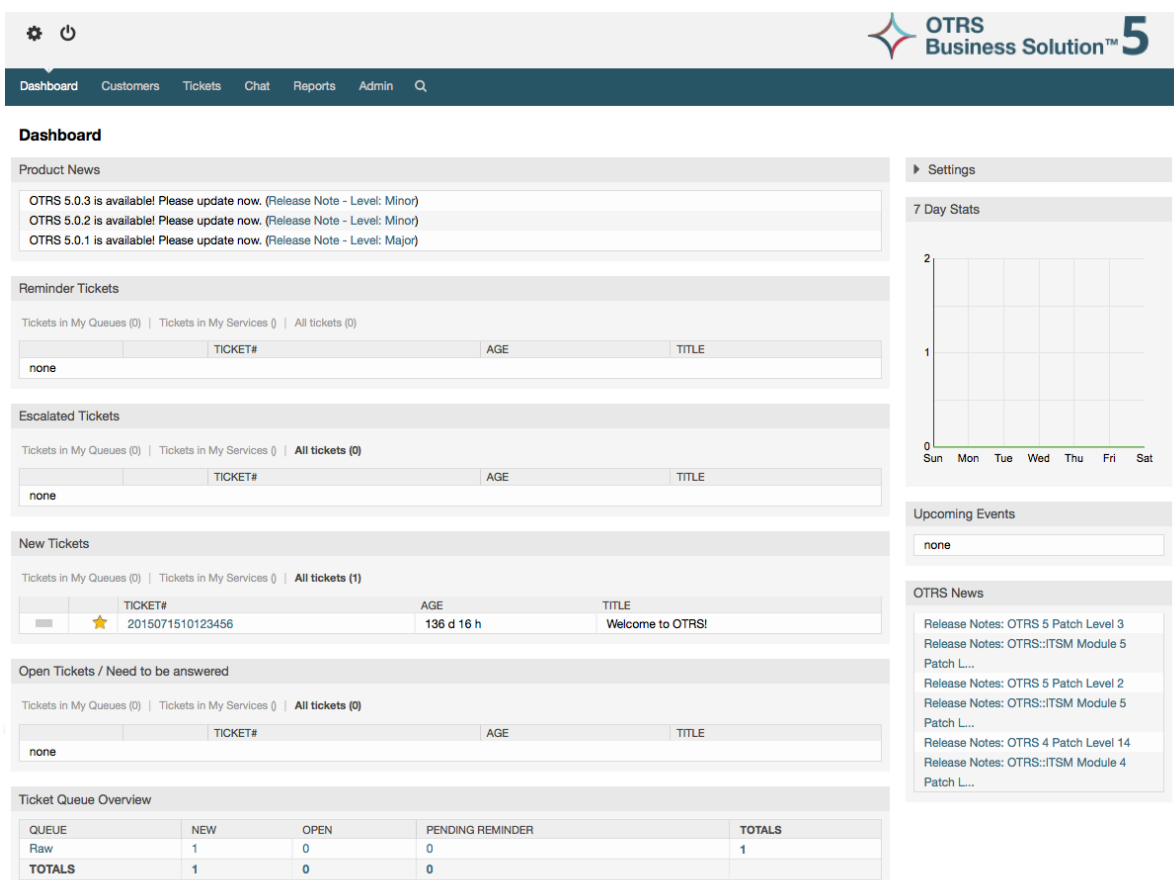 OTRS
Business Solution™ 5
Dashboard Customers Tickets Chat Reports Admin
Dashboard
Product News
OTRS 5.0.3 is available! Please update now. (Release Note - Level: Minor)
OTRS 5.0.2 is available! Please update now. (Release Note - Level: Minor)
OTRS 5.0.1 is available! Please update now. (Release Note - Level: Major)
Reminder Tickets
Tickets in My Queues (0) | Tickets in My Services () | All tickets (0)
TICKET# AGE TITLE
none
Escalated Tickets
Tickets in My Queues (0) | Tickets in My Services () | All tickets (0)
TICKET# AGE TITLE
none
New Tickets
Tickets in My Queues (0) | Tickets in My Services () | All tickets (1)
TICKET# AGE TITLE
2015071510123456 136 d 16 h Welcome to OTRS!
Open Tickets / Need to be answered
Tickets in My Queues (0) | Tickets in My Services () | All tickets (0)
TICKET# AGE TITLE
none
Ticket Queue Overview
QUEUE NEW OPEN PENDING REMINDER TOTALS
Raw 1 0 0 1
TOTALS 1 0 0
Settings
7 Day Stats
2
1
0
Sun Mon Tue Wed Thu Fri Sat
Upcoming Events
none
OTRS News
Release Notes: OTRS 5 Patch Level 3
Release Notes: OTRS::ITSM Module 5
Patch L...
Release Notes: OTRS 5 Patch Level 2
Release Notes: OTRS::ITSM Module 5
Patch L...
Release Notes: OTRS 4 Patch Level 14
Release Notes: OTRS::ITSM Module 4
Patch L...